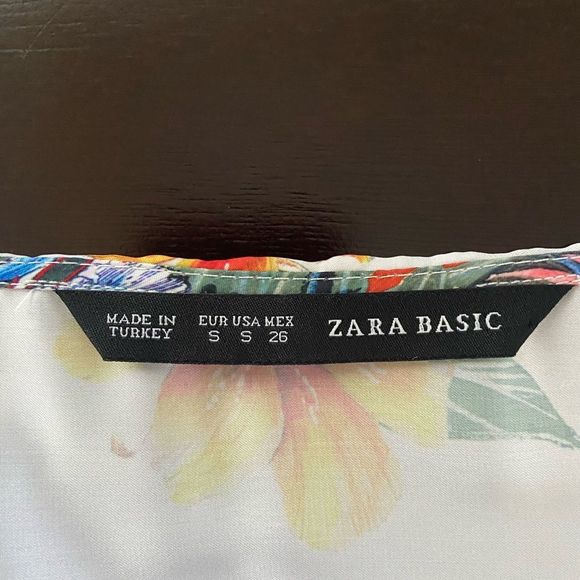 MADE IN
TURKEY
EUR USA MEX
S S 26
ZARA BASIC